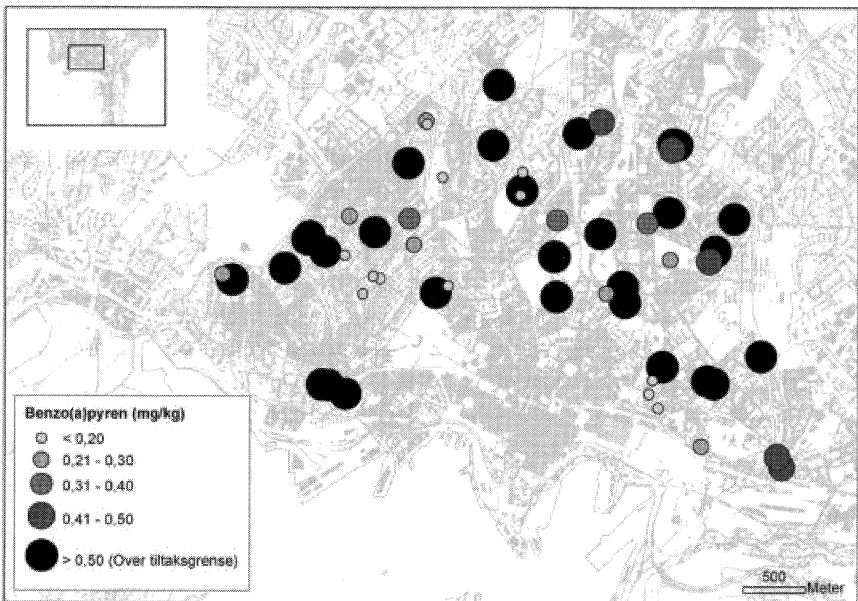 Benzo(a)pyren (mg/kg)
< 0,20
0,21 - 0,30
0,31 - 0,40
0,41 - 0,50
> 0,50 (Over tiltaksgrense)
500
Meter